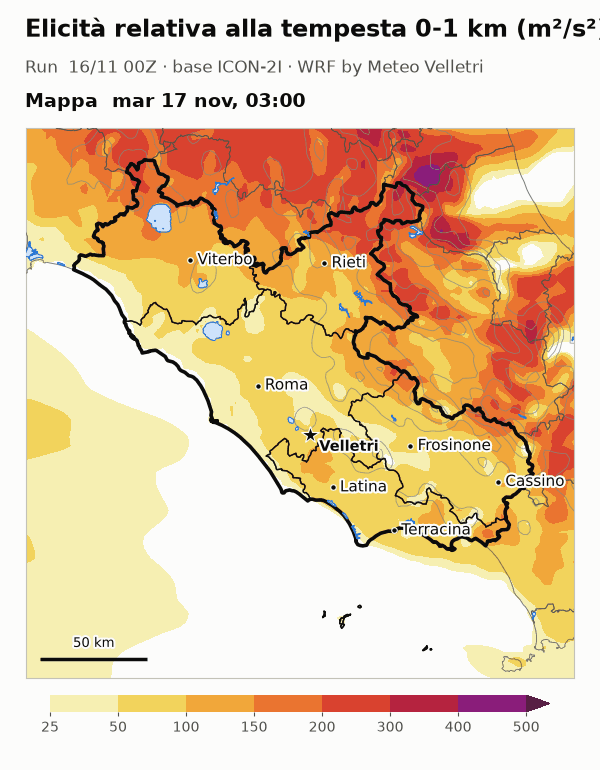 Elicità relativa alla tempesta 0-1 km (m²/s²)
Run 16/11 00Z · base ICON-2I · WRF by Meteo Velletri
Mappa mar 17 nov, 03:00
Viterbo
Rieti
Roma
Velletri
Frosinone
Cassino
Latina
Terracina
50 km
25 50 100 150 200 300 400 500